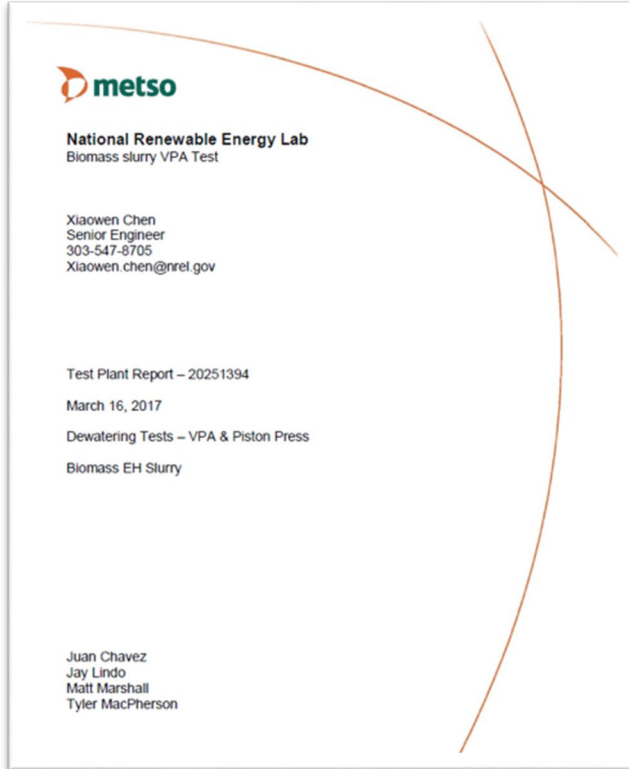 metso
National Renewable Energy Lab
Biomass slurry VPA Test
Xiaowen Chen
Senior Engineer
303-547-8705
Xiaowen.chen@nrel.gov
Test Plant Report – 20251394
March 16, 2017
Dewatering Tests – VPA & Piston Press
Biomass EH Slurry
Juan Chavez
Jay Lindo
Matt Marshall
Tyler MacPherson